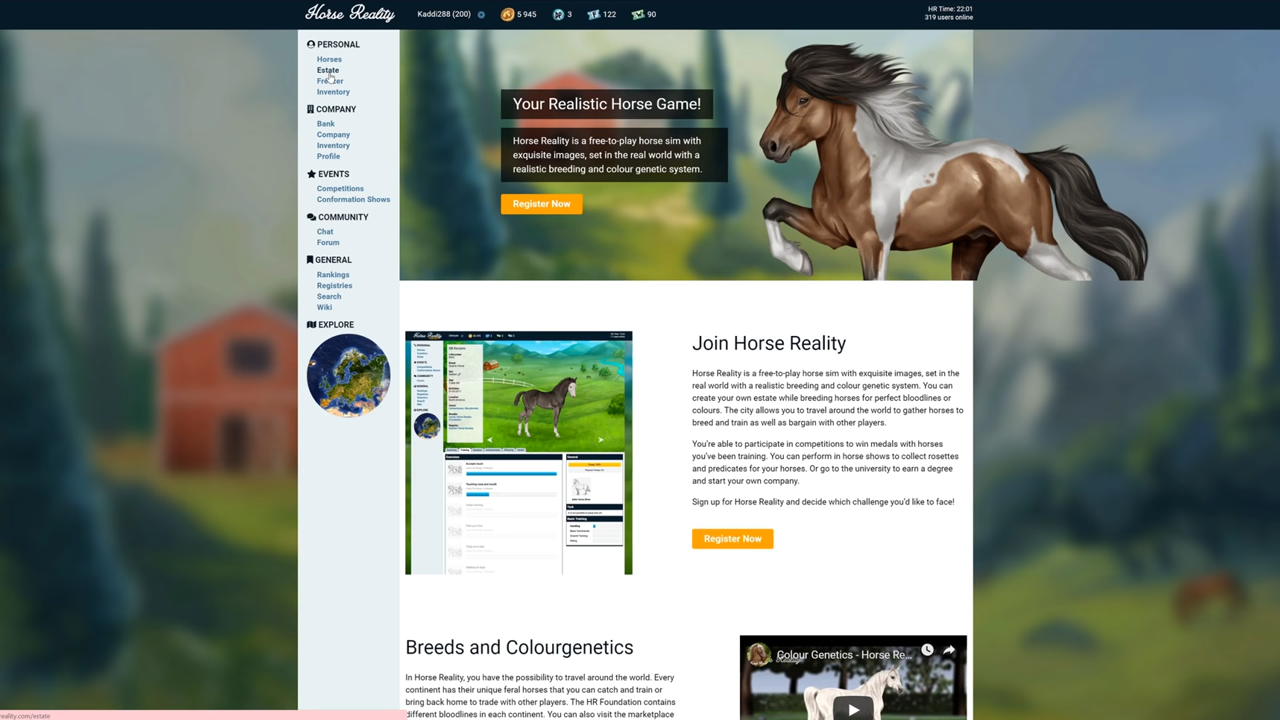 Horse Reality
Kaddi288 (200)
5 945
3
122
90
HR Time: 22:01
319 users online
PERSONAL
Horses
Estate
Freezer
Inventory
COMPANY
Bank
Company
Inventory
Profile
EVENTS
Competitions
Conformation Shows
COMMUNITY
Chat
Forum
GENERAL
Rankings
Registries
Search
Wiki
EXPLORE
Your Realistic Horse Game!
Horse Reality is a free-to-play horse sim with
exquisite images, set in the real world with a
realistic breeding and colour genetic system.
Register Now
Join Horse Reality
Horse Reality is a free-to-play horse sim with exquisite images, set in the
real world with a realistic breeding and colour genetic system. You can
create your own estate while breeding horses for perfect bloodlines or
colours. The city allows you to travel around the world to gather horses to
breed and train as well as bargain with other players.
You're able to participate in competitions to win medals with horses
you've been training. You can perform in horse shows to collect rosettes
and predicates for your horses. Or go to the university to earn a degree
and start your own company.
Sign up for Horse Reality and decide which challenge you'd like to face!
Register Now
Breeds and Colourgenetics
In Horse Reality, you have the possibility to travel around the world. Every
continent has their unique feral horses that you can catch and train or
bring back home to trade with other players. The HR Foundation contains
different bloodlines in each continent. You can also visit the marketplace
Colour Genetics - Horse Re...
reality.com/estate